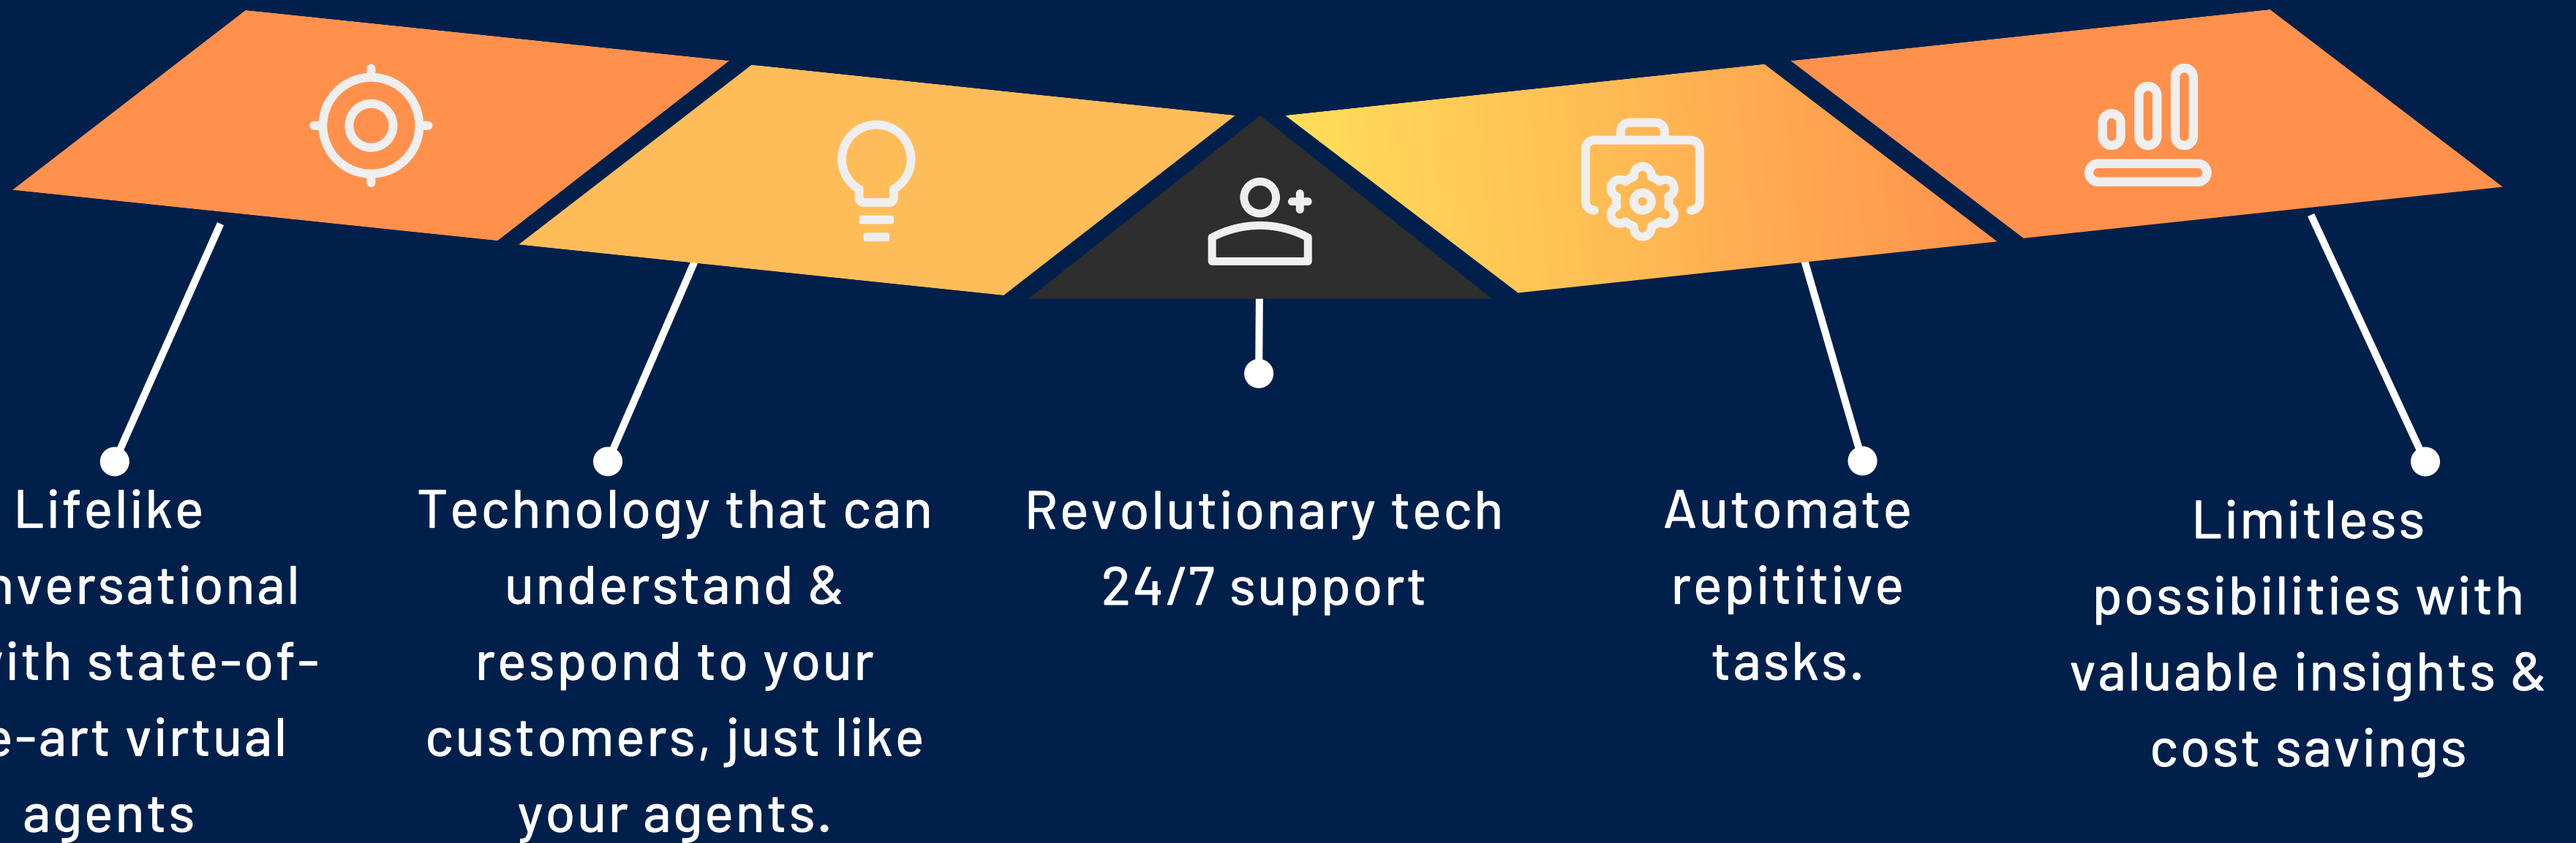 Lifelike
nversational
ith state-of-
e-art virtual
agents
Technology that can
understand &
respond to your
customers, just like
your agents.
Revolutionary tech
24/7 support
Automate
repititive
tasks.
Limitless
possibilities with
valuable insights &
cost savings